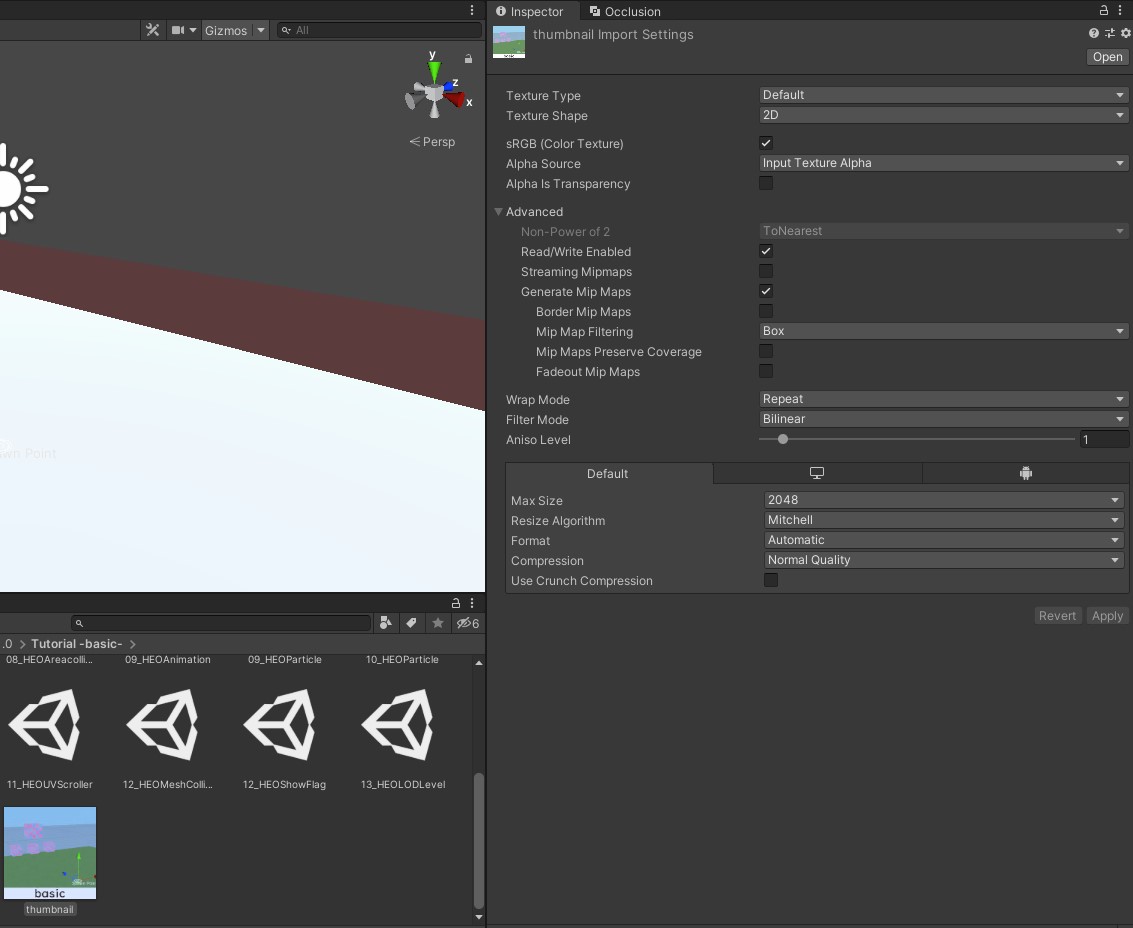 Gizmos
All
y
z
x
Persp
wn Point
6
.0 > Tutorial -basic- >
08_HEOAreacolli... 09_HEOAnimation 09_HEOParticle 10_HEOParticle
11_HEOUVScroller 12_HEOMeshColli... 12_HEOShowFlag 13_HEOLODLevel
basic
thumbnail
Inspector Occlusion
thumbnail Import Settings
Open
Texture Type Default
Texture Shape 2D
sRGB (Color Texture)
Alpha Source Input Texture Alpha
Alpha Is Transparency
Advanced
Non-Power of 2 ToNearest
Read/Write Enabled
Streaming Mipmaps
Generate Mip Maps
Border Mip Maps
Mip Map Filtering Box
Mip Maps Preserve Coverage
Fadeout Mip Maps
Wrap Mode Repeat
Filter Mode Bilinear
Aniso Level 1
Default
Max Size 2048
Resize Algorithm Mitchell
Format Automatic
Compression Normal Quality
Use Crunch Compression
Revert Apply